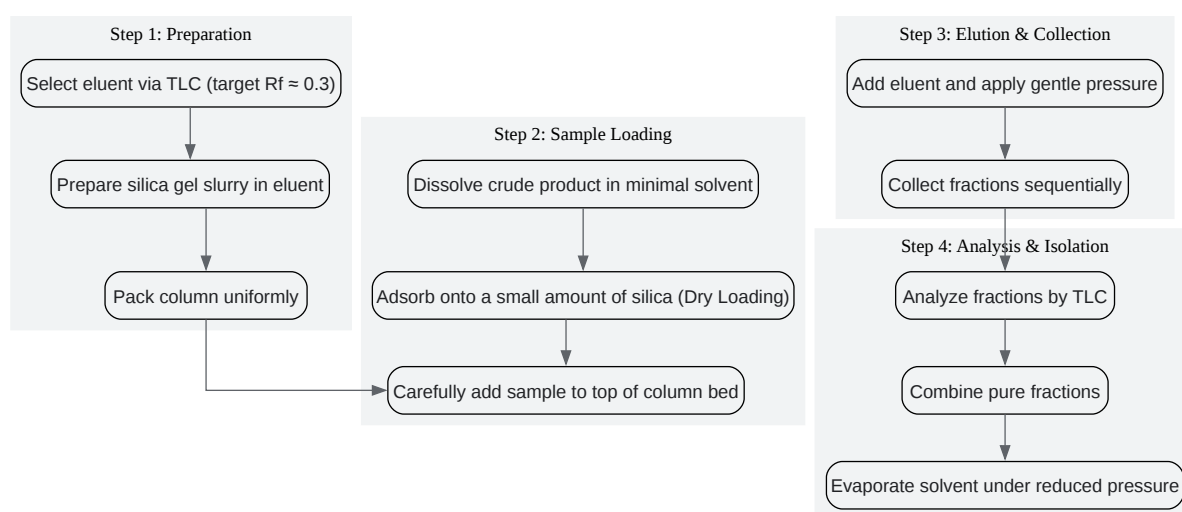 Step 1: Preparation
Select eluent via TLC (target Rf ≈ 0.3)
Prepare silica gel slurry in eluent
Pack column uniformly
Step 2: Sample Loading
Dissolve crude product in minimal solvent
Adsorb onto a small amount of silica (Dry Loading)
Carefully add sample to top of column bed
Step 3: Elution & Collection
Add eluent and apply gentle pressure
Collect fractions sequentially
Step 4: Analysis & Isolation
Analyze fractions by TLC
Combine pure fractions
Evaporate solvent under reduced pressure